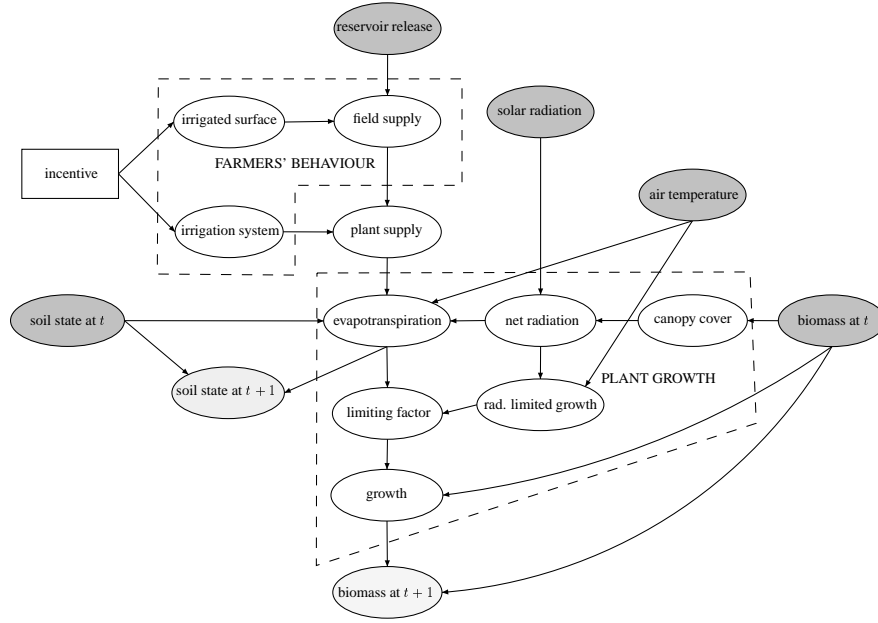 reservoir release
solar radiation
irrigated surface
field supply
FARMERS' BEHAVIOUR
incentive
air temperature
irrigation system
plant supply
soil state at t
evapotranspiration
net radiation
canopy cover
biomass at t
PLANT GROWTH
soil state at t + 1
limiting factor
rad. limited growth
growth
biomass at t + 1